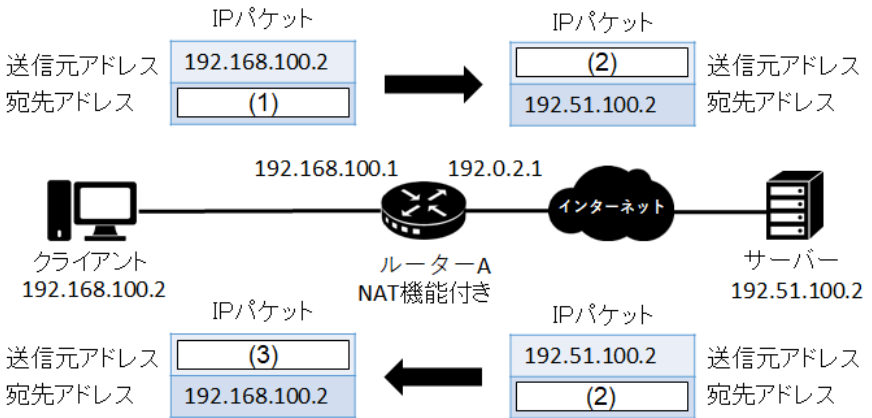 IPパケット
IPパケット
送信元アドレス 192.168.100.2
(2) 送信元アドレス
宛先アドレス (1)
192.51.100.2 宛先アドレス
192.168.100.1
192.0.2.1
インターネット
クライアント
192.168.100.2
ルーターA
NAT機能付き
サーバー
192.51.100.2
IPパケット
IPパケット
送信元アドレス (3)
192.51.100.2 送信元アドレス
宛先アドレス 192.168.100.2
(2) 宛先アドレス